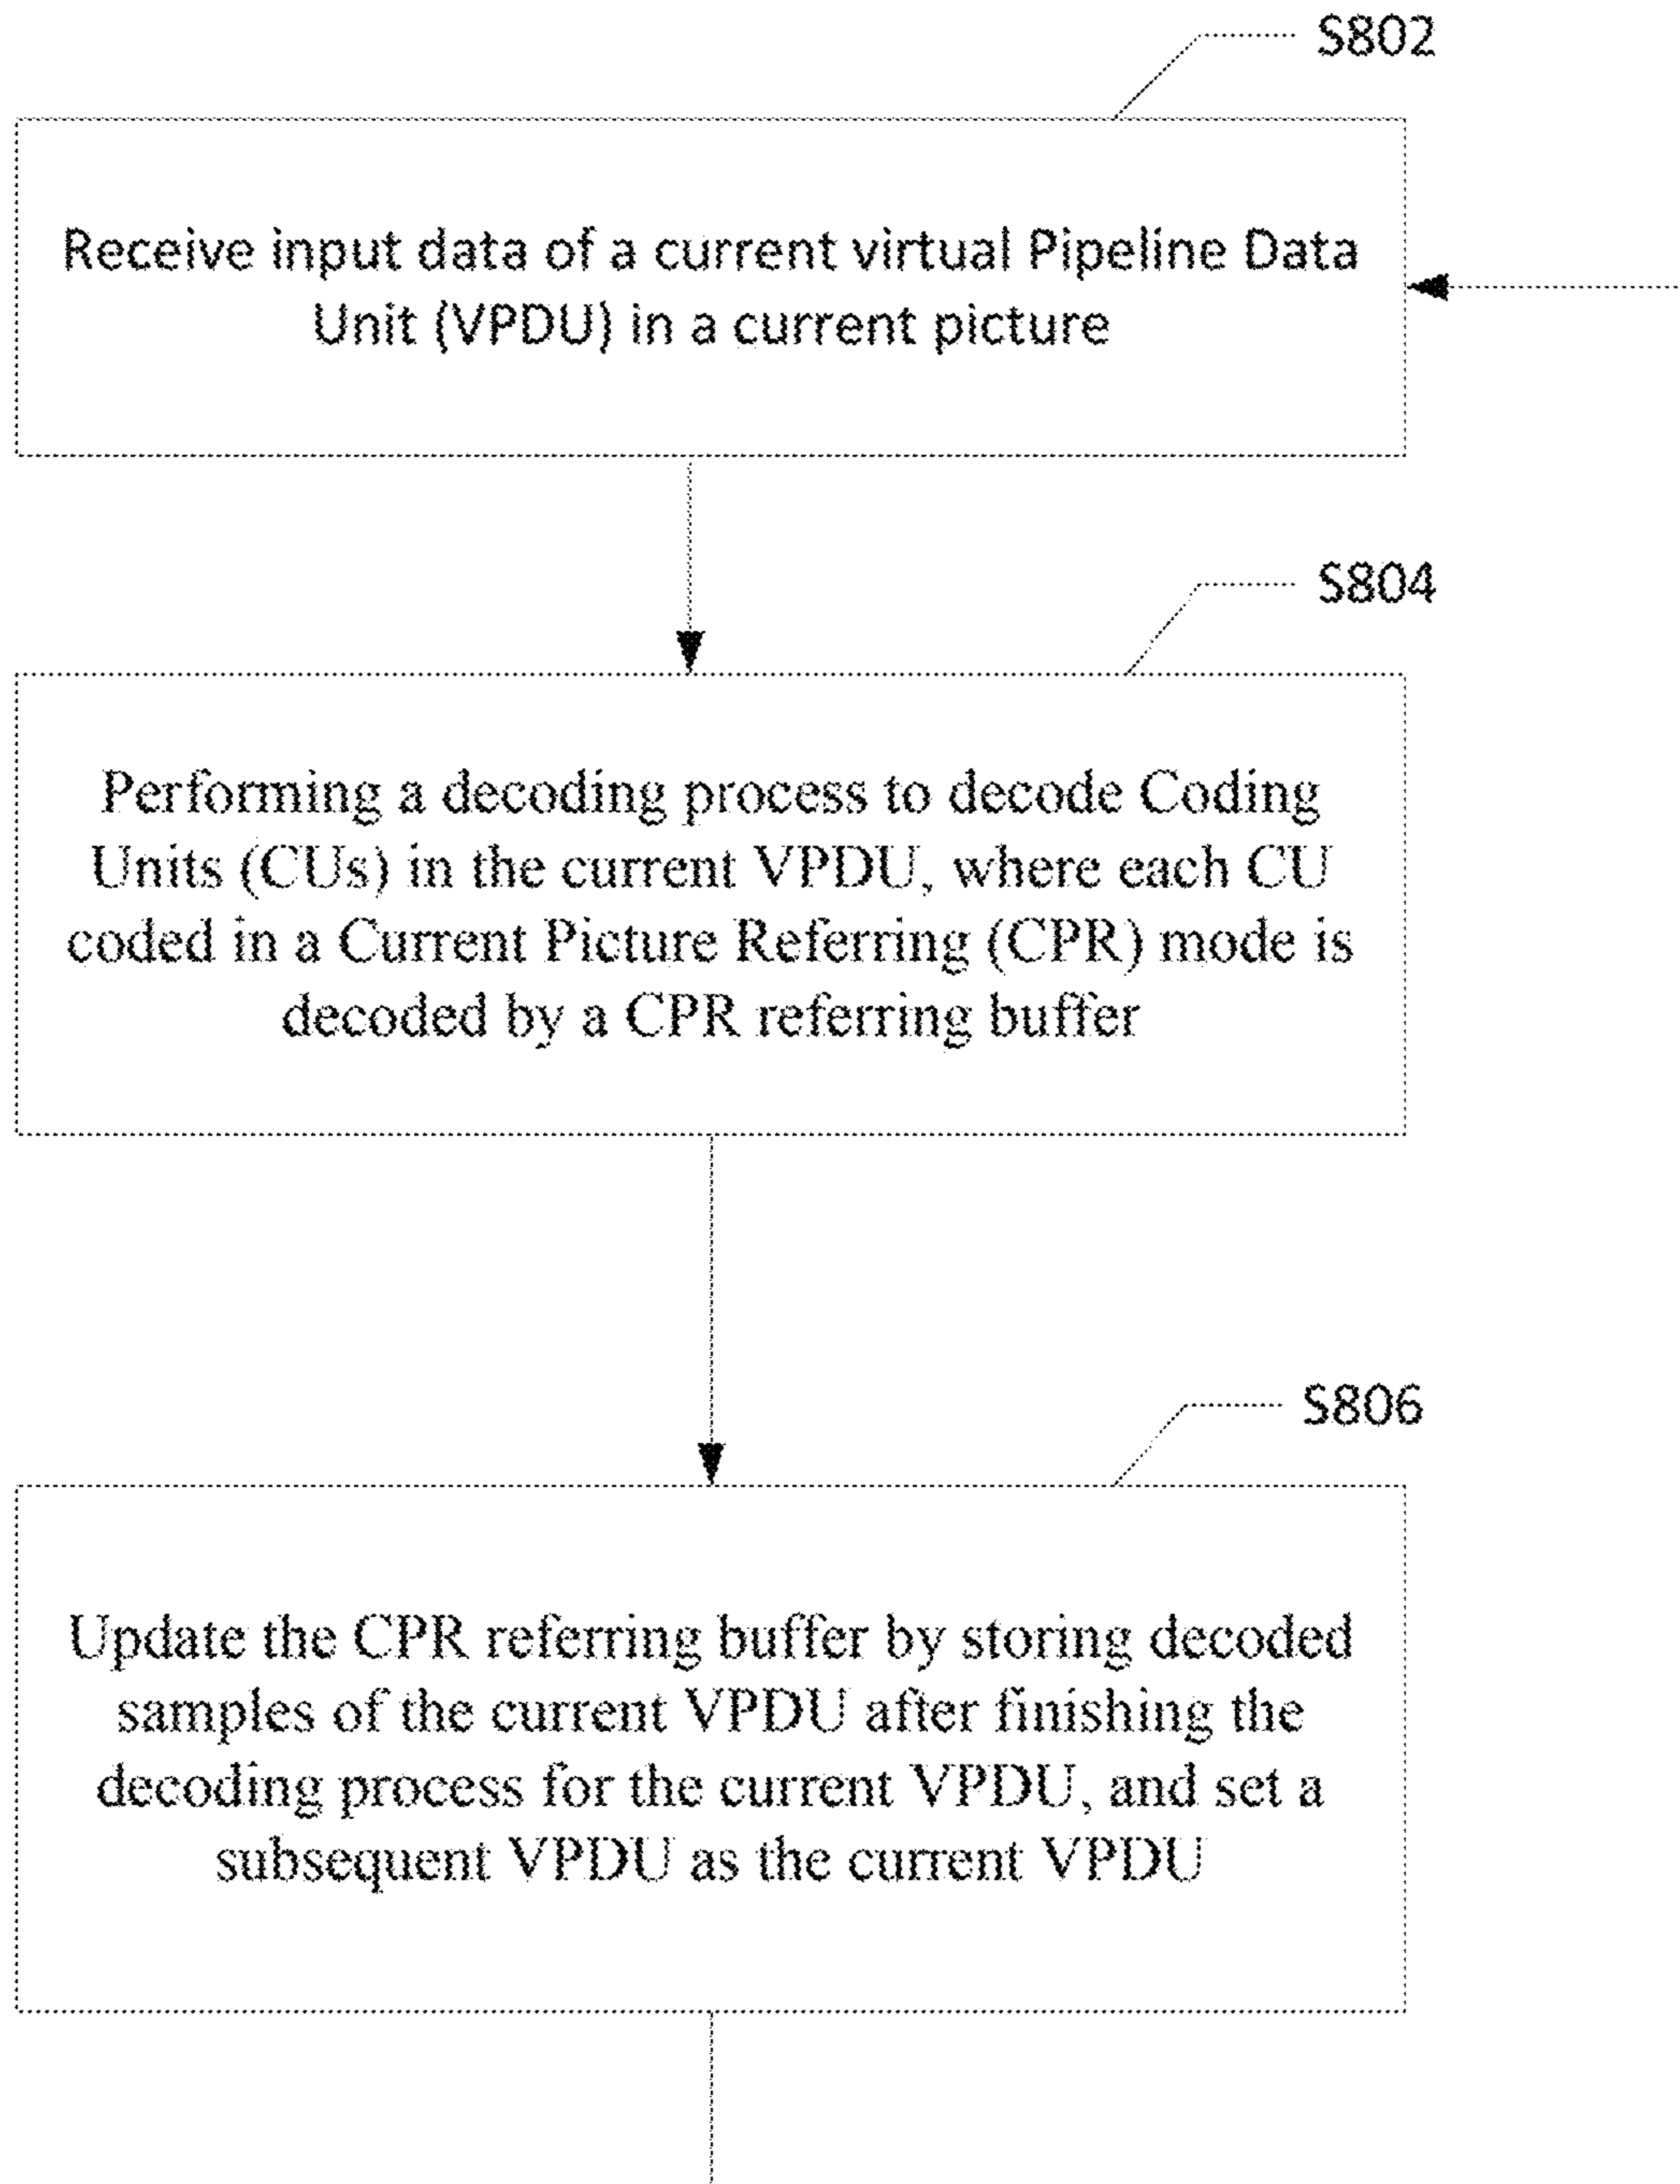 S802
Receive input data of a current virtual Pipeline Data
Unit (VPDU) in a current picture
S804
Performing a decoding process to decode Coding
Units (CUs) in the current VPDU, where each CU
coded in a Current Picture Referring (CPR) mode is
decoded by a CPR referring buffer
S806
Update the CPR referring buffer by storing decoded
samples of the current VPDU after finishing the
decoding process for the current VPDU, and set a
subsequent VPDU as the current VPDU